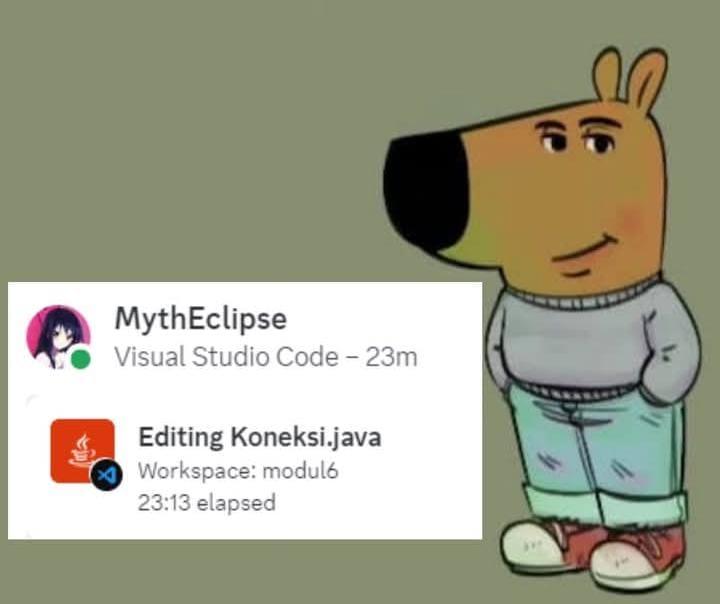 MythEclipse
Visual Studio Code – 23m
Editing Koneksi.java
Workspace: modul6
23:13 elapsed